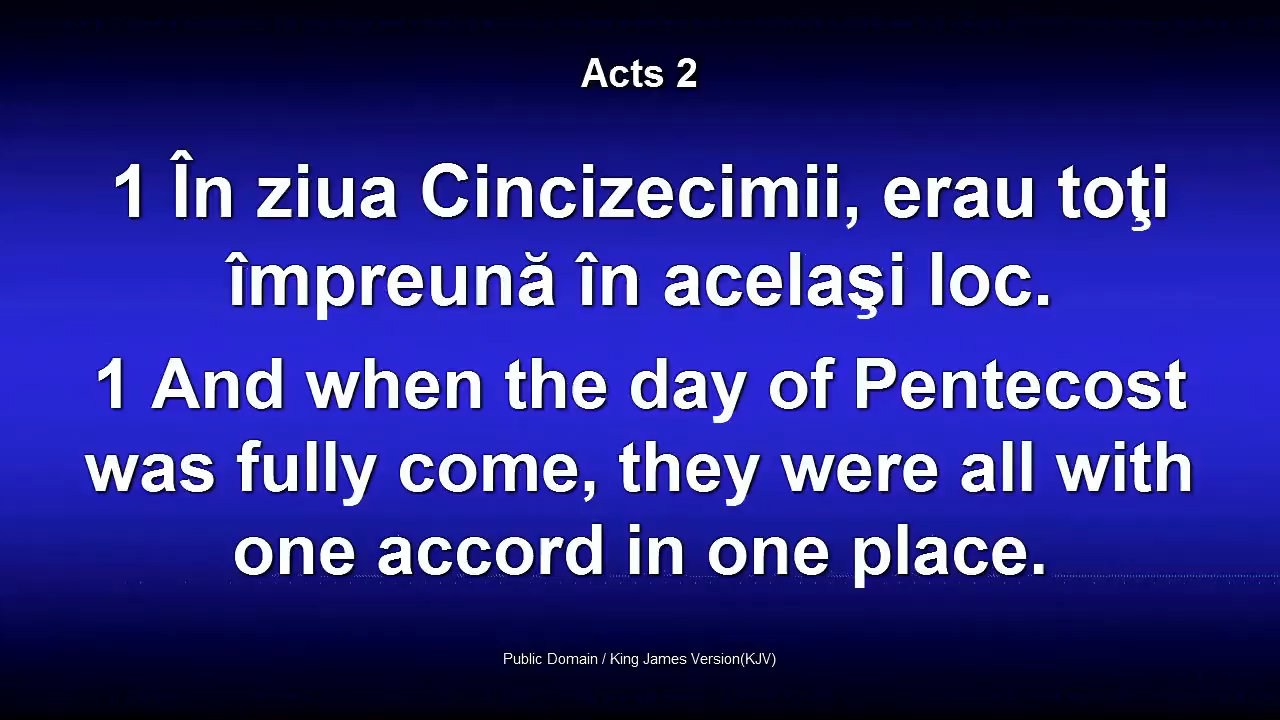 Acts 2
1 În ziua Cincizecimii, erau toţi
împreună în acelaşi loc.
1 And when the day of Pentecost
was fully come, they were all with
one accord in one place.
Public Domain / King James Version(KJV)